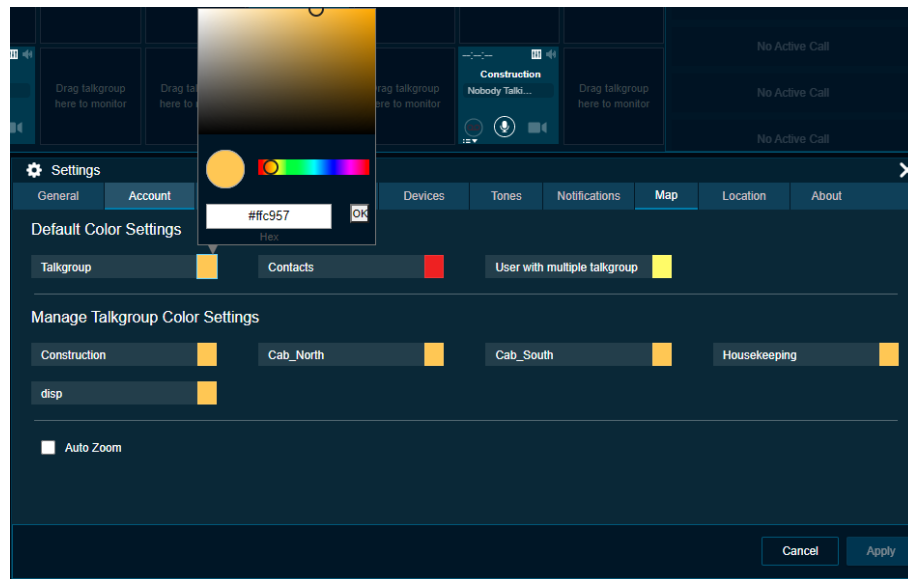 No Active Call
--:--:--
Construction
Drag talkgroup
here to monitor
Drag tal
here to
rag talkgroup
ere to monitor
Nobody Talki...
Drag talkgroup
here to monitor
No Active Call
No Active Call
Settings
General Account Devices Tones Notifications Map Location About
#ffc957
OK
Hex
Default Color Settings
Talkgroup Contacts User with multiple talkgroup
Manage Talkgroup Color Settings
Construction Cab_North Cab_South Housekeeping
disp
Auto Zoom
Cancel Apply